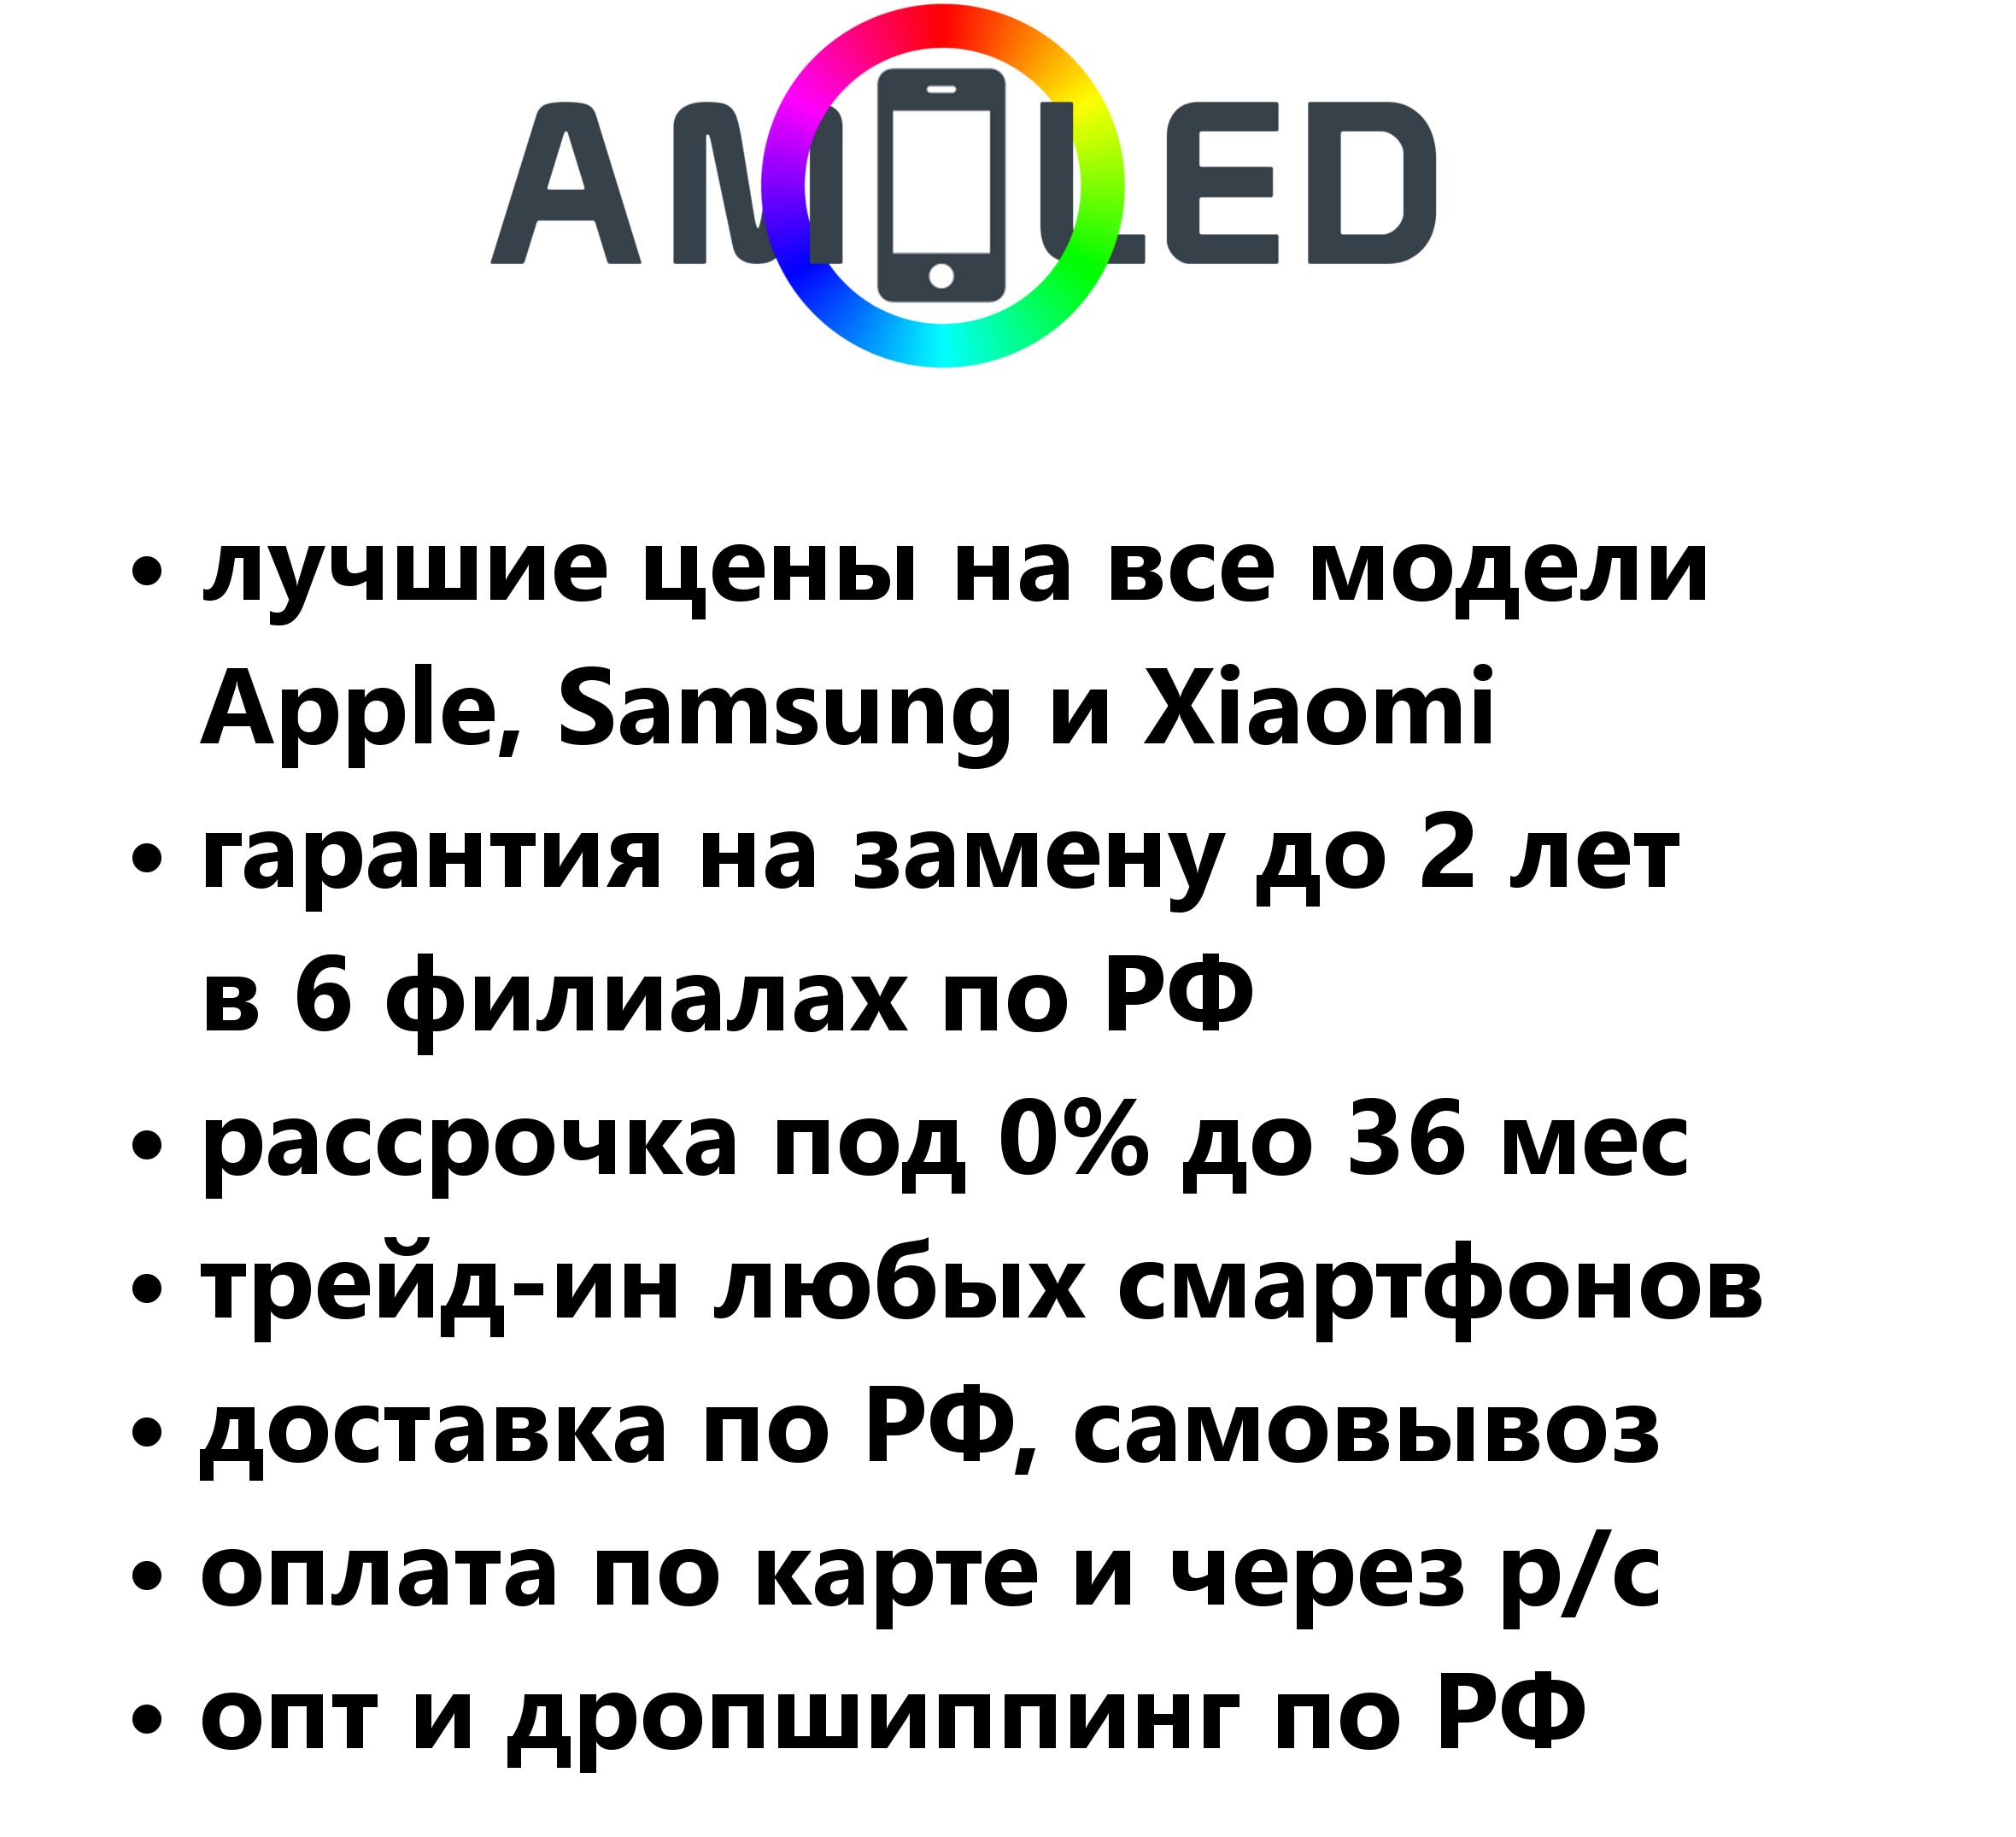 AMOLED
• лучшие цены на все модели
Apple, Samsung и Xiaomi
• гарантия на замену до 2 лет
в 6 филиалах по РФ
• рассрочка под 0% до 36 мес
• трейд-ин любых смартфонов
• доставка по РФ, самовывоз
• оплата по карте и через р/с
• опт и дропшиппинг по РФ